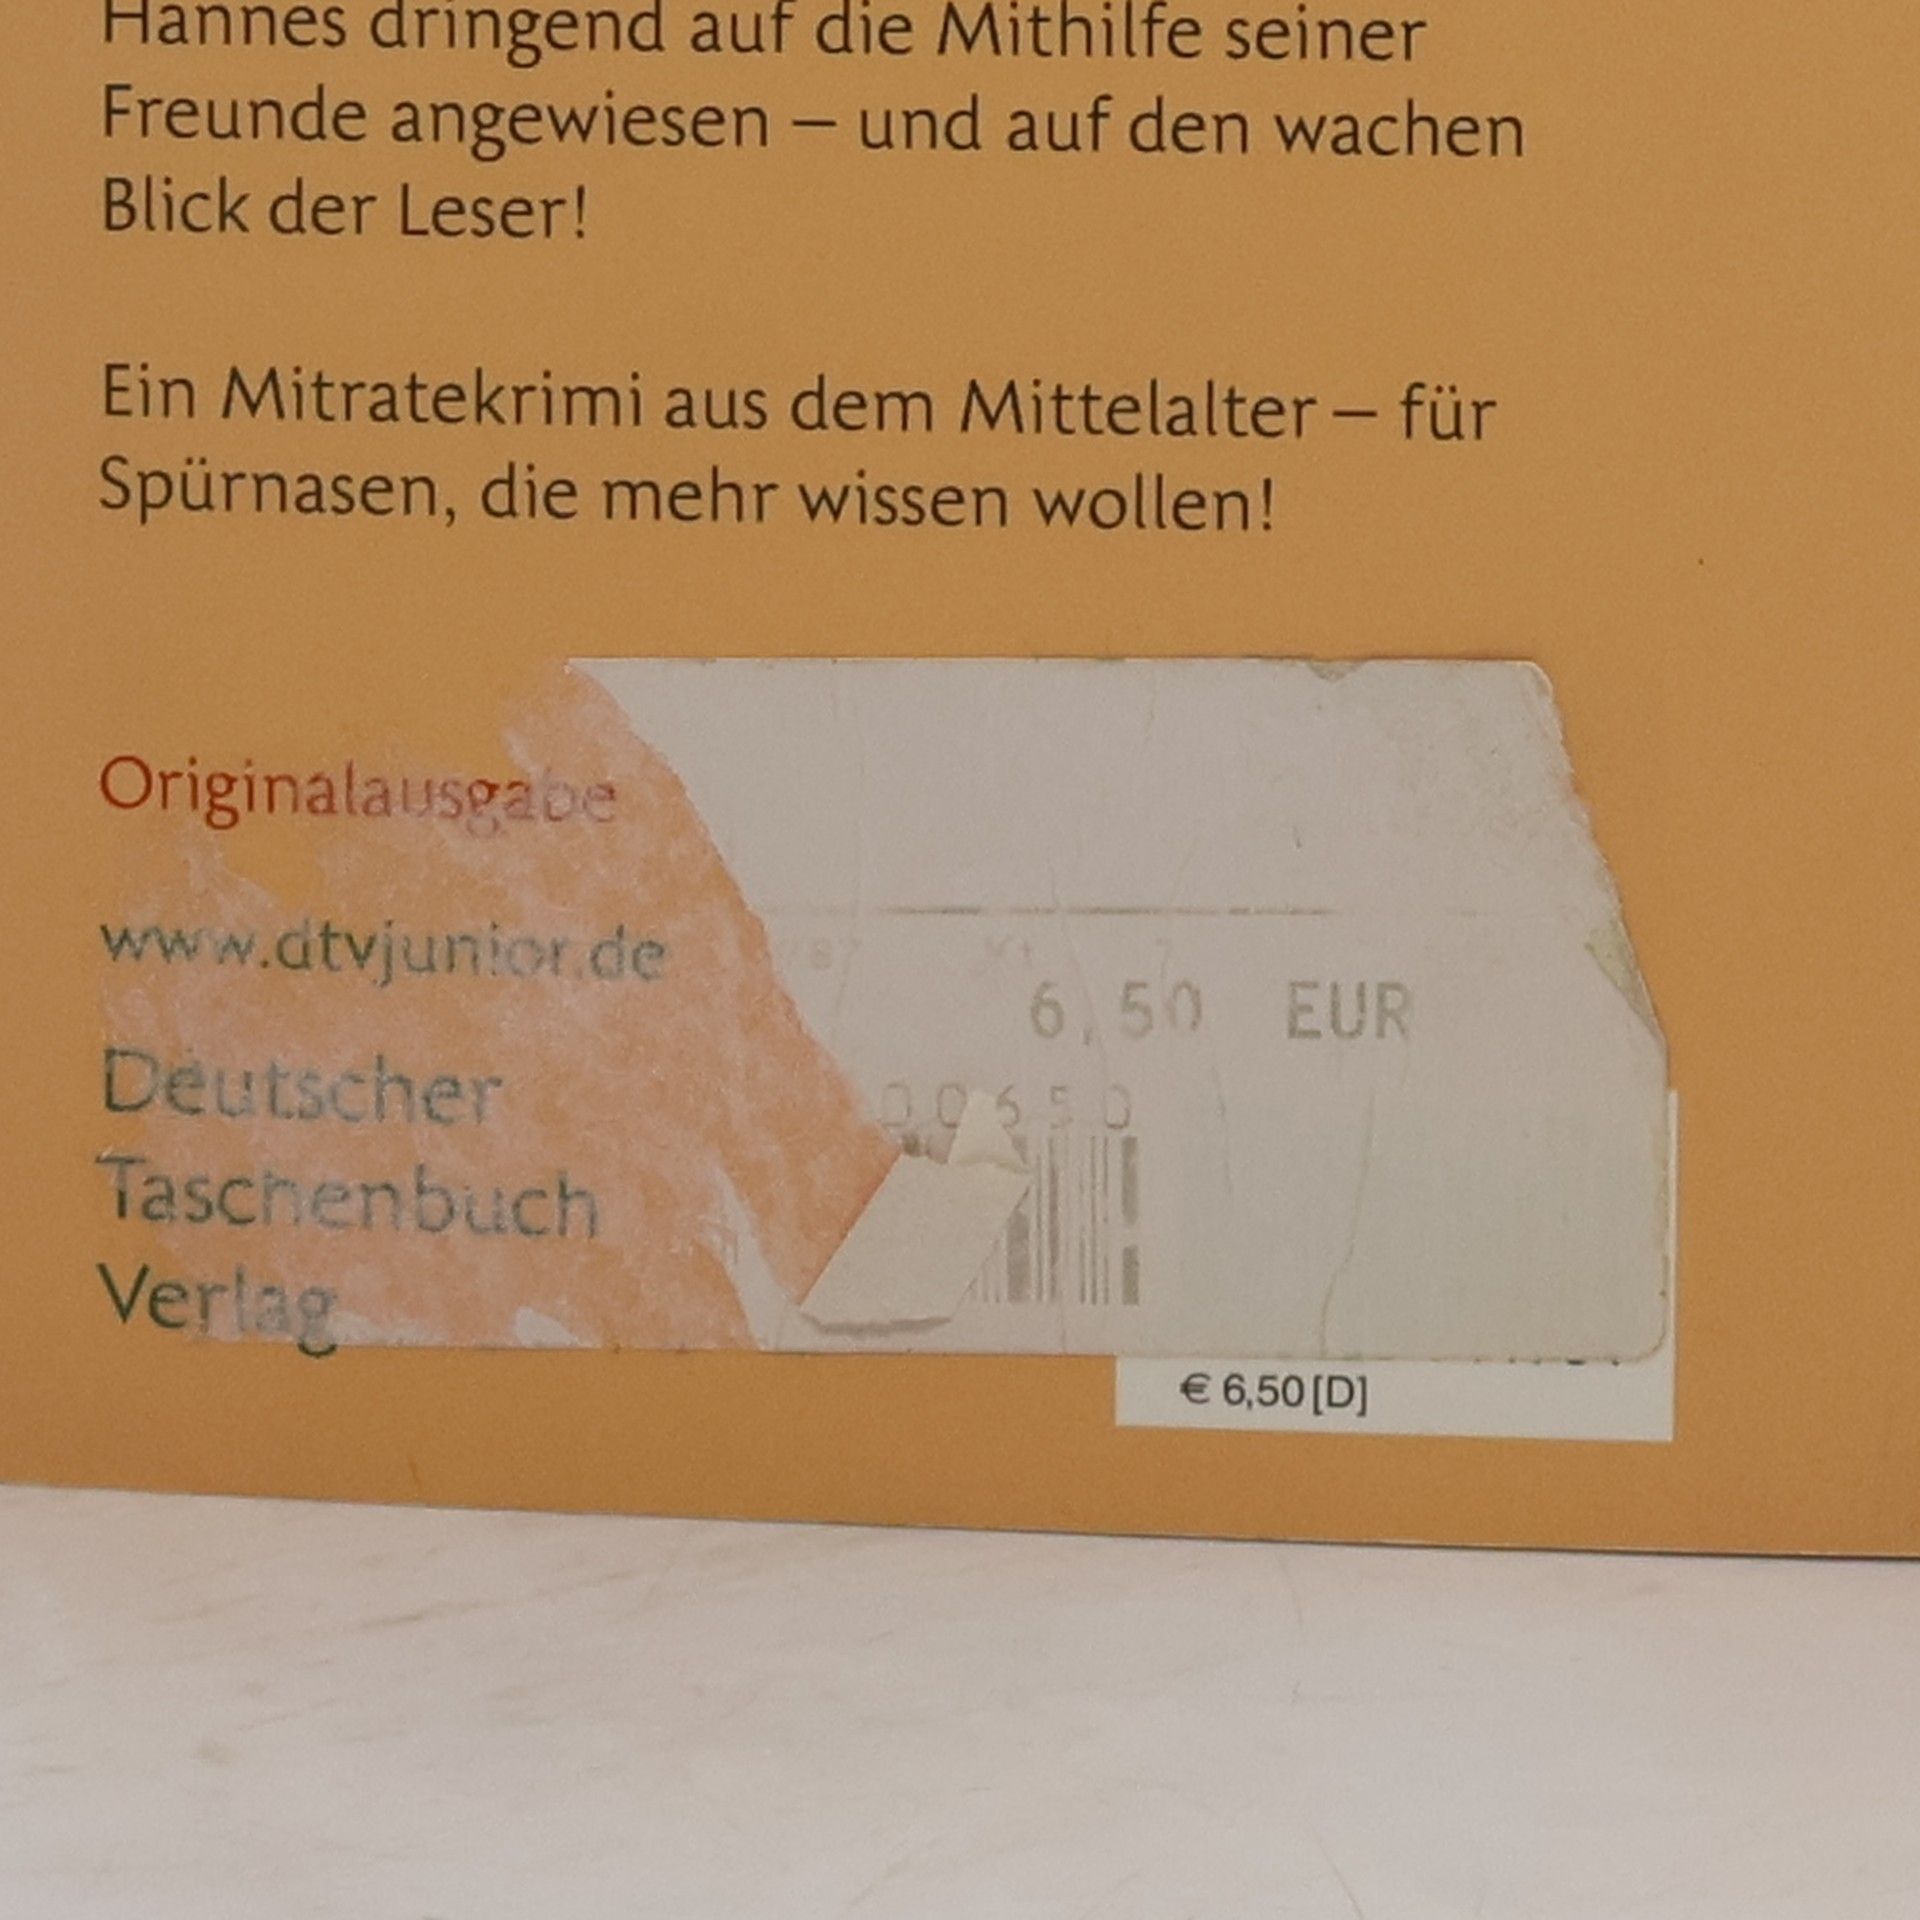 Hannes dringend auf die Mithilfe seiner
Freunde angewiesen – und auf den wachen
Blick der Leser!
Ein Mitratekrimi aus dem Mittelalter – für
Spürnasen, die mehr wissen wollen!
Originalausgabe
www.dtvjunior.de
Deutscher
Taschenbuch
Verlag
6,50 EUR
00650
€ 6,50 [D]